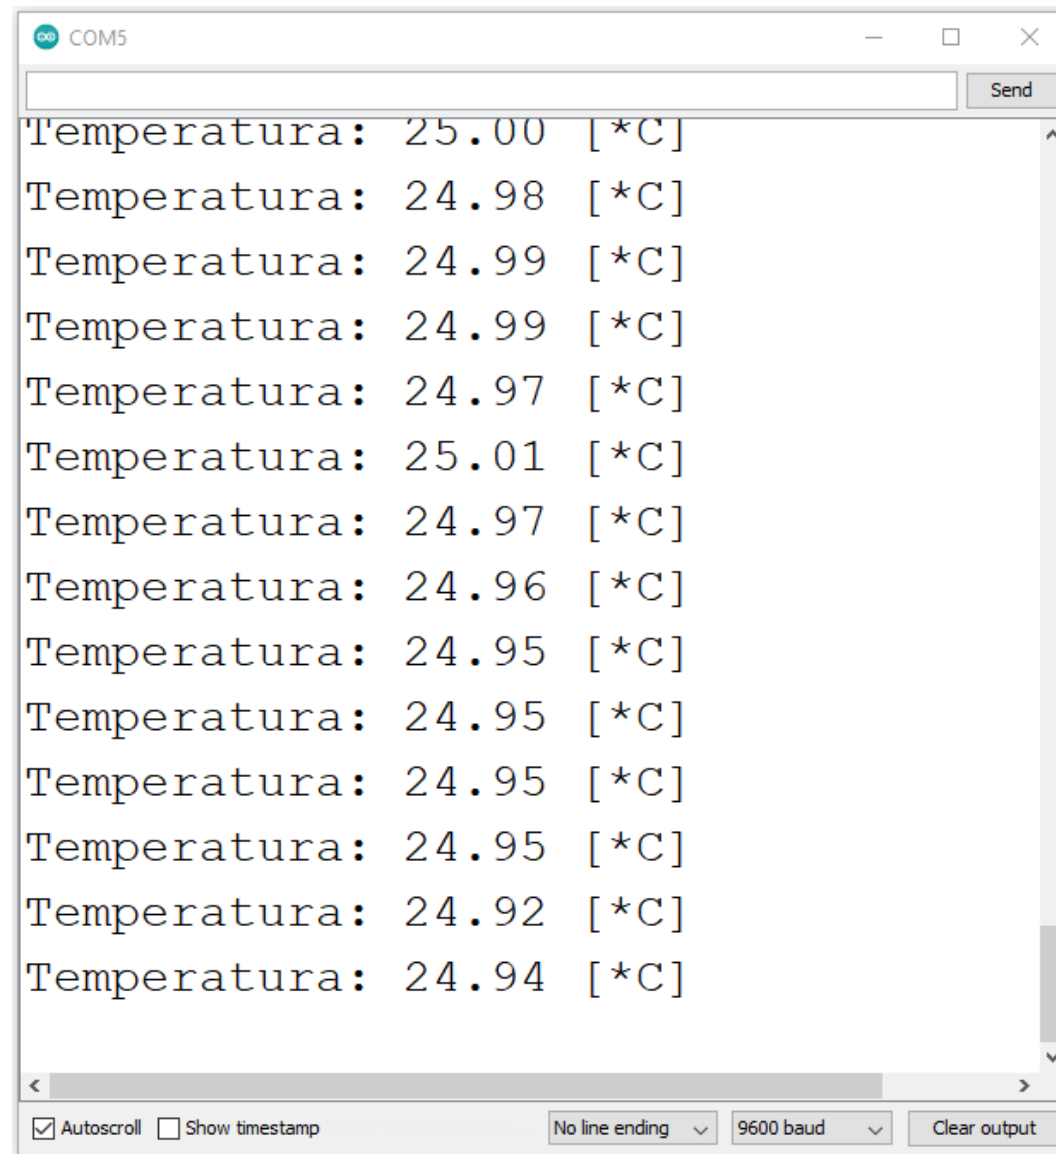 COM5
Send
Temperatura: 25.00 [*C]
Temperatura: 24.98 [*C]
Temperatura: 24.99 [*C]
Temperatura: 24.99 [*C]
Temperatura: 24.97 [*C]
Temperatura: 25.01 [*C]
Temperatura: 24.97 [*C]
Temperatura: 24.96 [*C]
Temperatura: 24.95 [*C]
Temperatura: 24.95 [*C]
Temperatura: 24.95 [*C]
Temperatura: 24.95 [*C]
Temperatura: 24.92 [*C]
Temperatura: 24.94 [*C]
Autoscroll Show timestamp No line ending 9600 baud Clear output